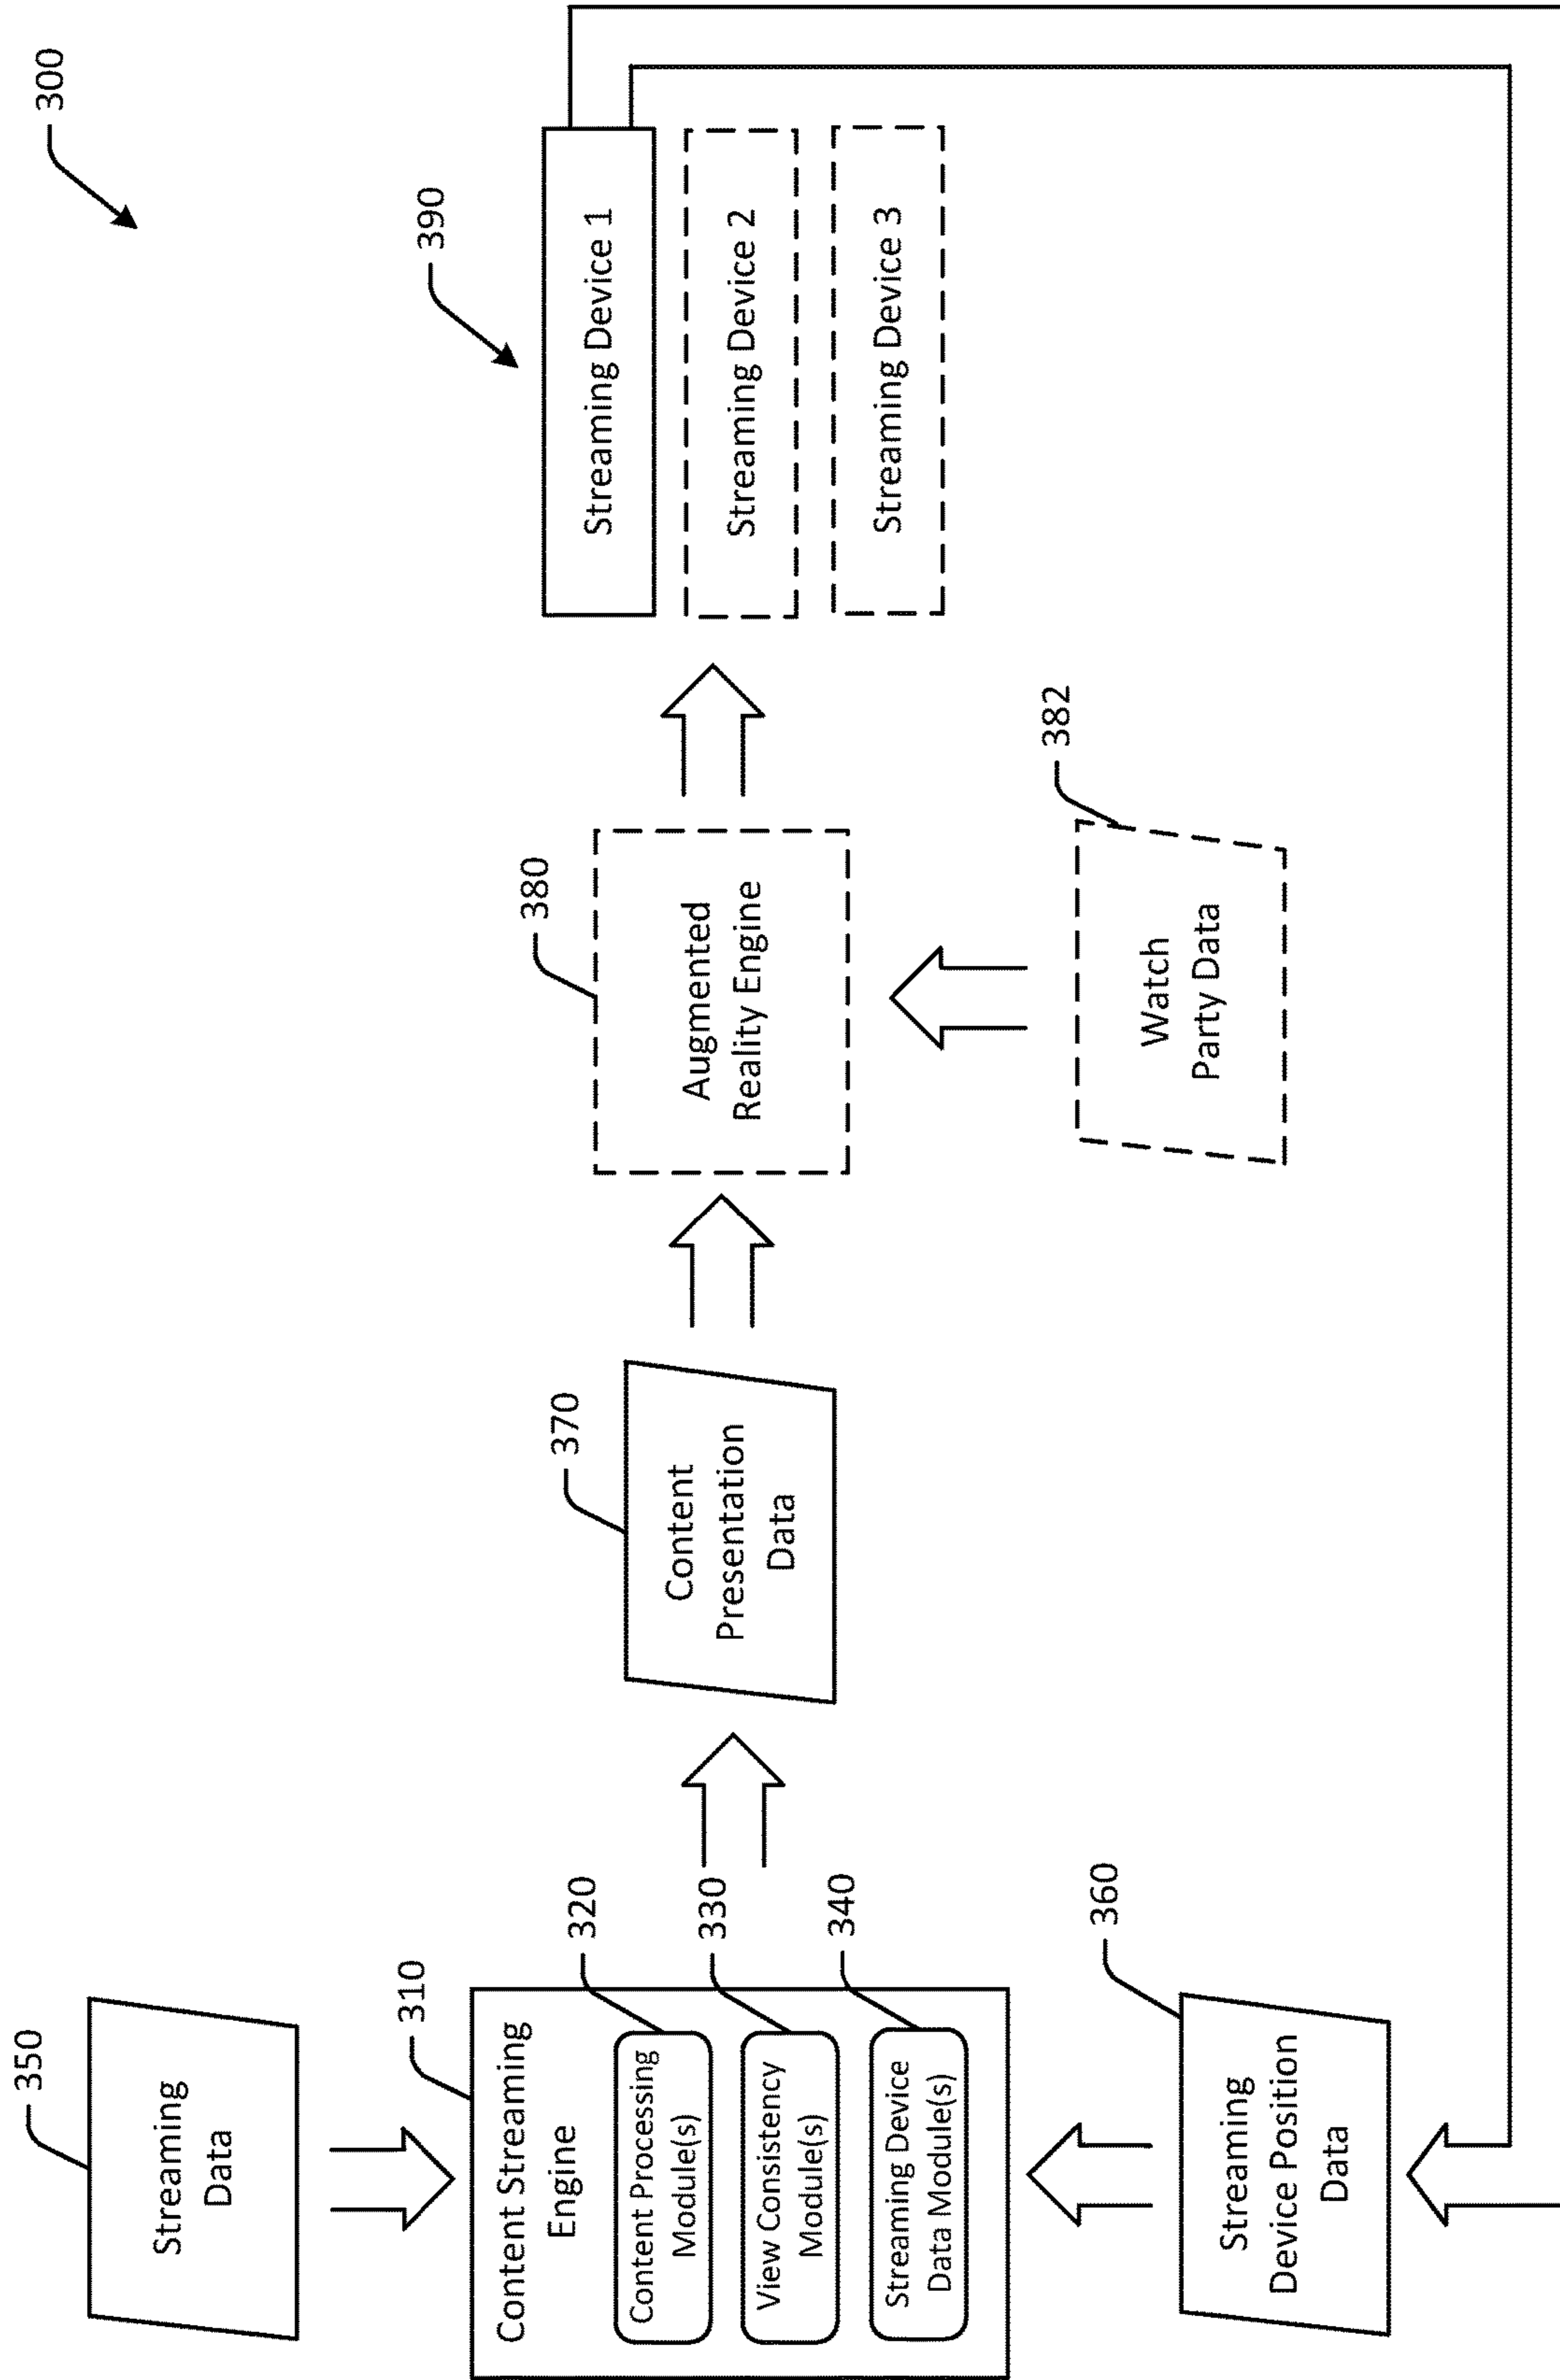 300
350
Streaming
Data
310
Content Streaming
Engine
320
Content Processing
Module(s)
330
View Consistency
Module(s)
340
Streaming Device
Data Module(s)
360
Streaming
Device Position
Data
370
Content
Presentation
Data
380
Augmented
Reality Engine
382
Watch
Party Data
390
Streaming Device 1
Streaming Device 2
Streaming Device 3